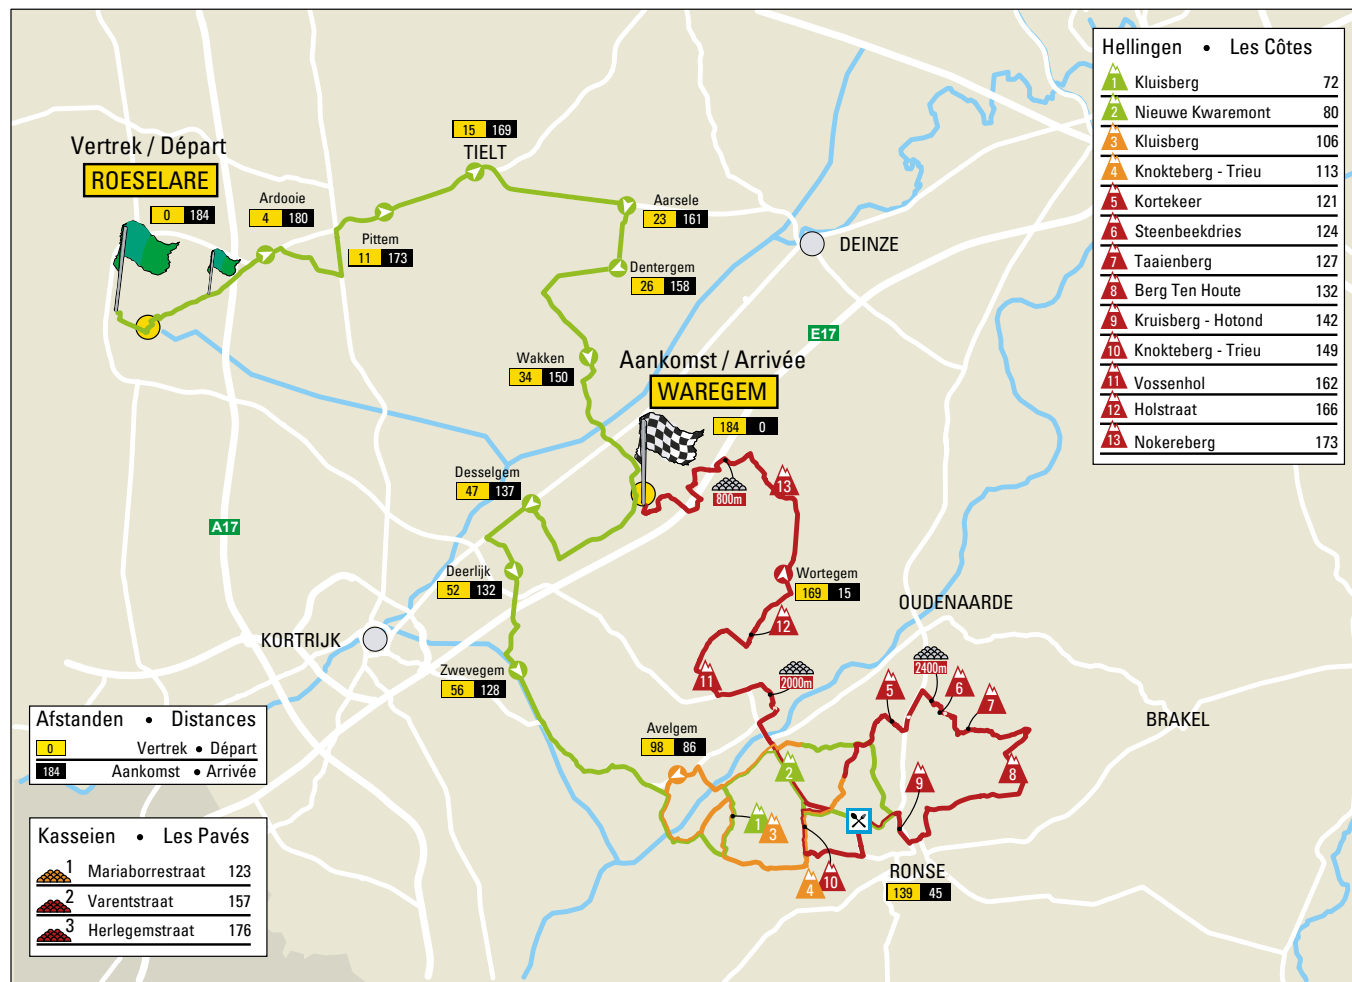 Vertrek / Départ
ROESELARE
0 184
Ardooie
4 180
Pittem
11 173
15 169
TIELT
Aarsele
23 161
Dentergem
26 158
DEINZE
E17
Wakken
34 150
Aankomst / Arrivée
WAREGEM
184 0
Desselgem
47 137
800m
13
A17
Deerlijk
52 132
Wortegem
169 15
OUDENAARDE
12
KORTRIJK
Zwevegem
56 128
11
2000m
2400m
5
6
7
BRAKEL
Avelgem
98 86
2
8
9
1
3
4
10
RONSE
139 45
Hellingen • Les Côtes
1 Kluisberg 72
2 Nieuwe Kwaremont 80
3 Kluisberg 106
4 Knokteberg - Trieu 113
5 Kortekeer 121
6 Steenbeekdries 124
7 Taaienberg 127
8 Berg Ten Houte 132
9 Kruisberg - Hotond 142
10 Knokteberg - Trieu 149
11 Vossenhol 162
12 Holstraat 166
13 Nokereberg 173
Afstanden • Distances
0 Vertrek • Départ
184 Aankomst • Arrivée
Kasseien • Les Pavés
1 Mariaborrestraat 123
2 Varentstraat 157
3 Herlegemstraat 176